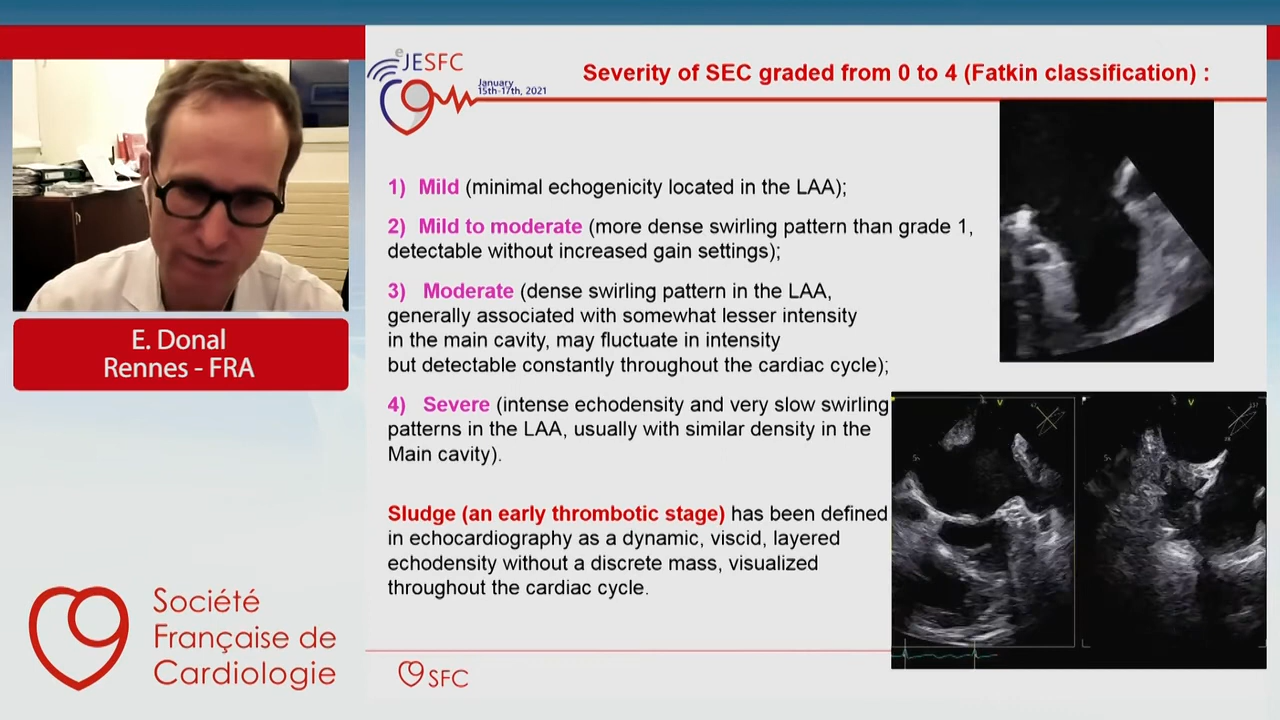 eJESFC
January
15th-17th, 2021
Severity of SEC graded from 0 to 4 (Fatkin classification) :
1) Mild (minimal echogenicity located in the LAA);
2) Mild to moderate (more dense swirling pattern than grade 1,
detectable without increased gain settings);
3) Moderate (dense swirling pattern in the LAA,
generally associated with somewhat lesser intensity
in the main cavity, may fluctuate in intensity
but detectable constantly throughout the cardiac cycle);
4) Severe (intense echodensity and very slow swirling
patterns in the LAA, usually with similar density in the
Main cavity).
Sludge (an early thrombotic stage) has been defined
in echocardiography as a dynamic, viscid, layered
echodensity without a discrete mass, visualized
throughout the cardiac cycle.
SFC
E. Donal
Rennes - FRA
Société
Française de
Cardiologie